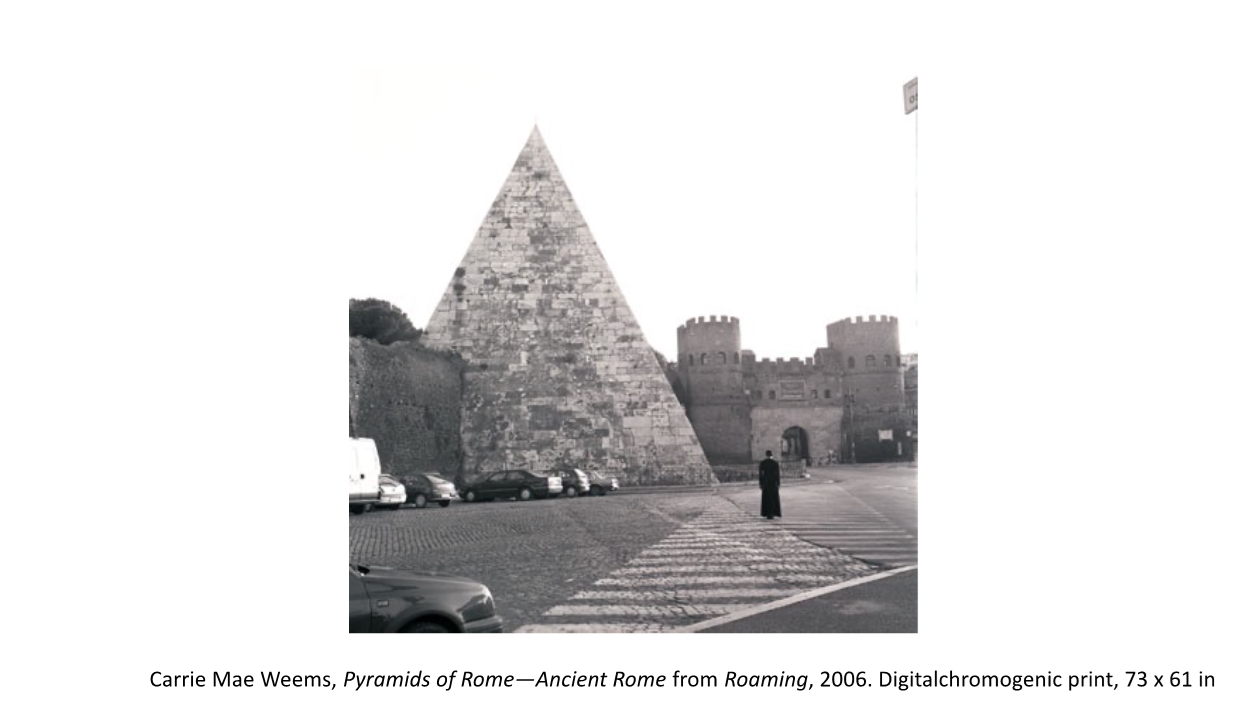 Carrie Mae Weems, Pyramids of Rome—Ancient Rome from Roaming, 2006. Digitalchromogenic print, 73 x 61 in